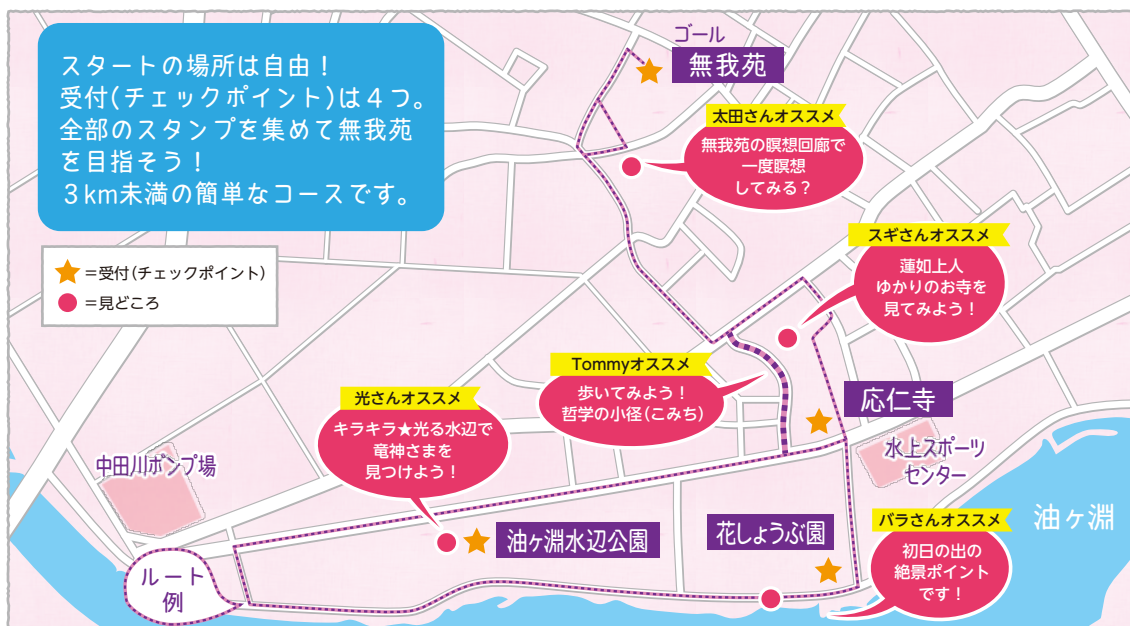 スタートの場所は自由！
受付(チェックポイント)は４つ。
全部のスタンプを集めて無我苑
を目指そう！
３km未満の簡単なコースです。
★＝受付(チェックポイント)
●＝見どころ
ゴール
無我苑
太田さんオススメ
無我苑の瞑想回廊で
一度瞑想
してみる？
スギさんオススメ
蓮如上人
ゆかりのお寺を
見てみよう！
Tommyオススメ
歩いてみよう！
哲学の小径(こみち)
光さんオススメ
キラキラ★光る水辺で
竜神さまを
見つけよう！
応仁寺
水上スポーツ
センター
中田川ポンプ場
油ヶ淵水辺公園
花しょうぶ園
バラさんオススメ
初日の出の
絶景ポイント
です！
油ヶ淵
ルート
例